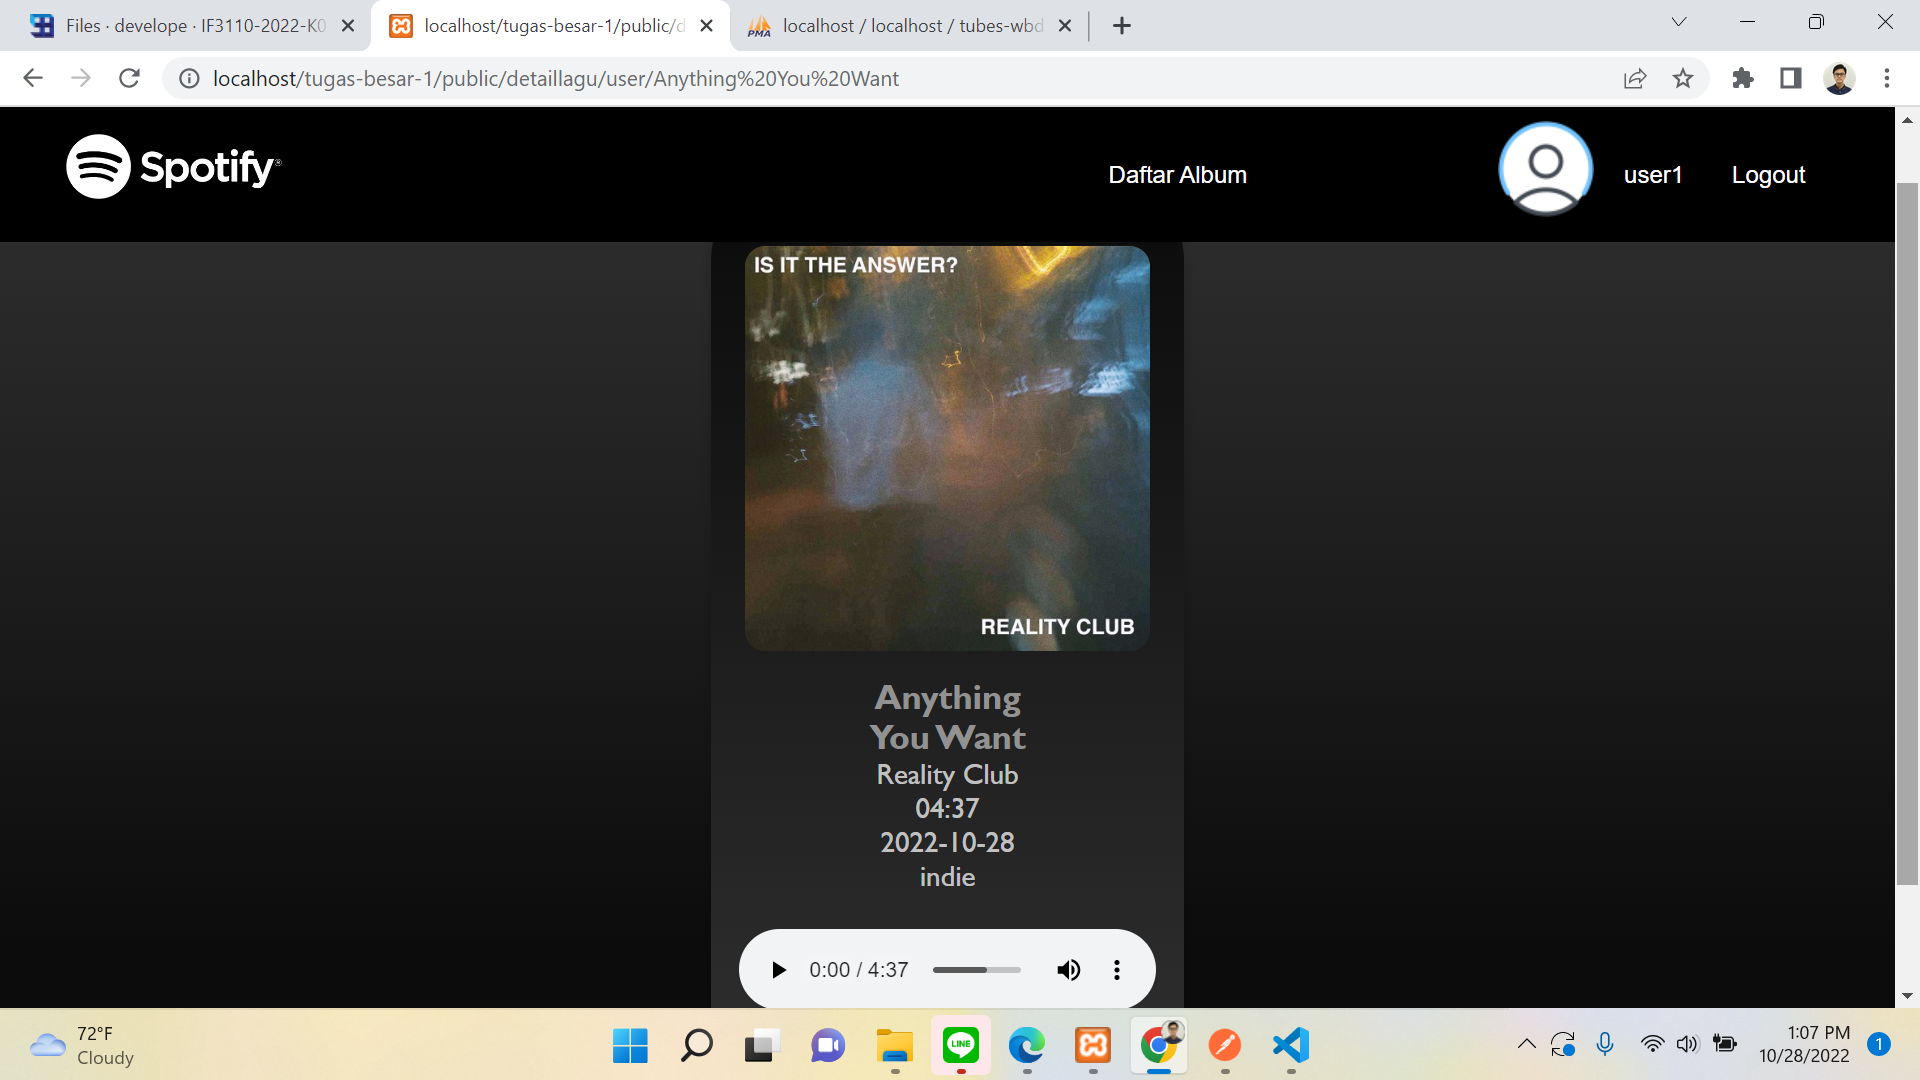 Files · develope · IF3110-2022-K0
localhost/tugas-besar-1/public/d
localhost / localhost / tubes-wbd
localhost/tugas-besar-1/public/detaillagu/user/Anything%20You%20Want
Spotify®
Daftar Album
user1
Logout
IS IT THE ANSWER?
REALITY CLUB
Anything
You Want
Reality Club
04:37
2022-10-28
indie
0:00 / 4:37
72°F
Cloudy
LINE
1:07 PM
10/28/2022
1
PMA